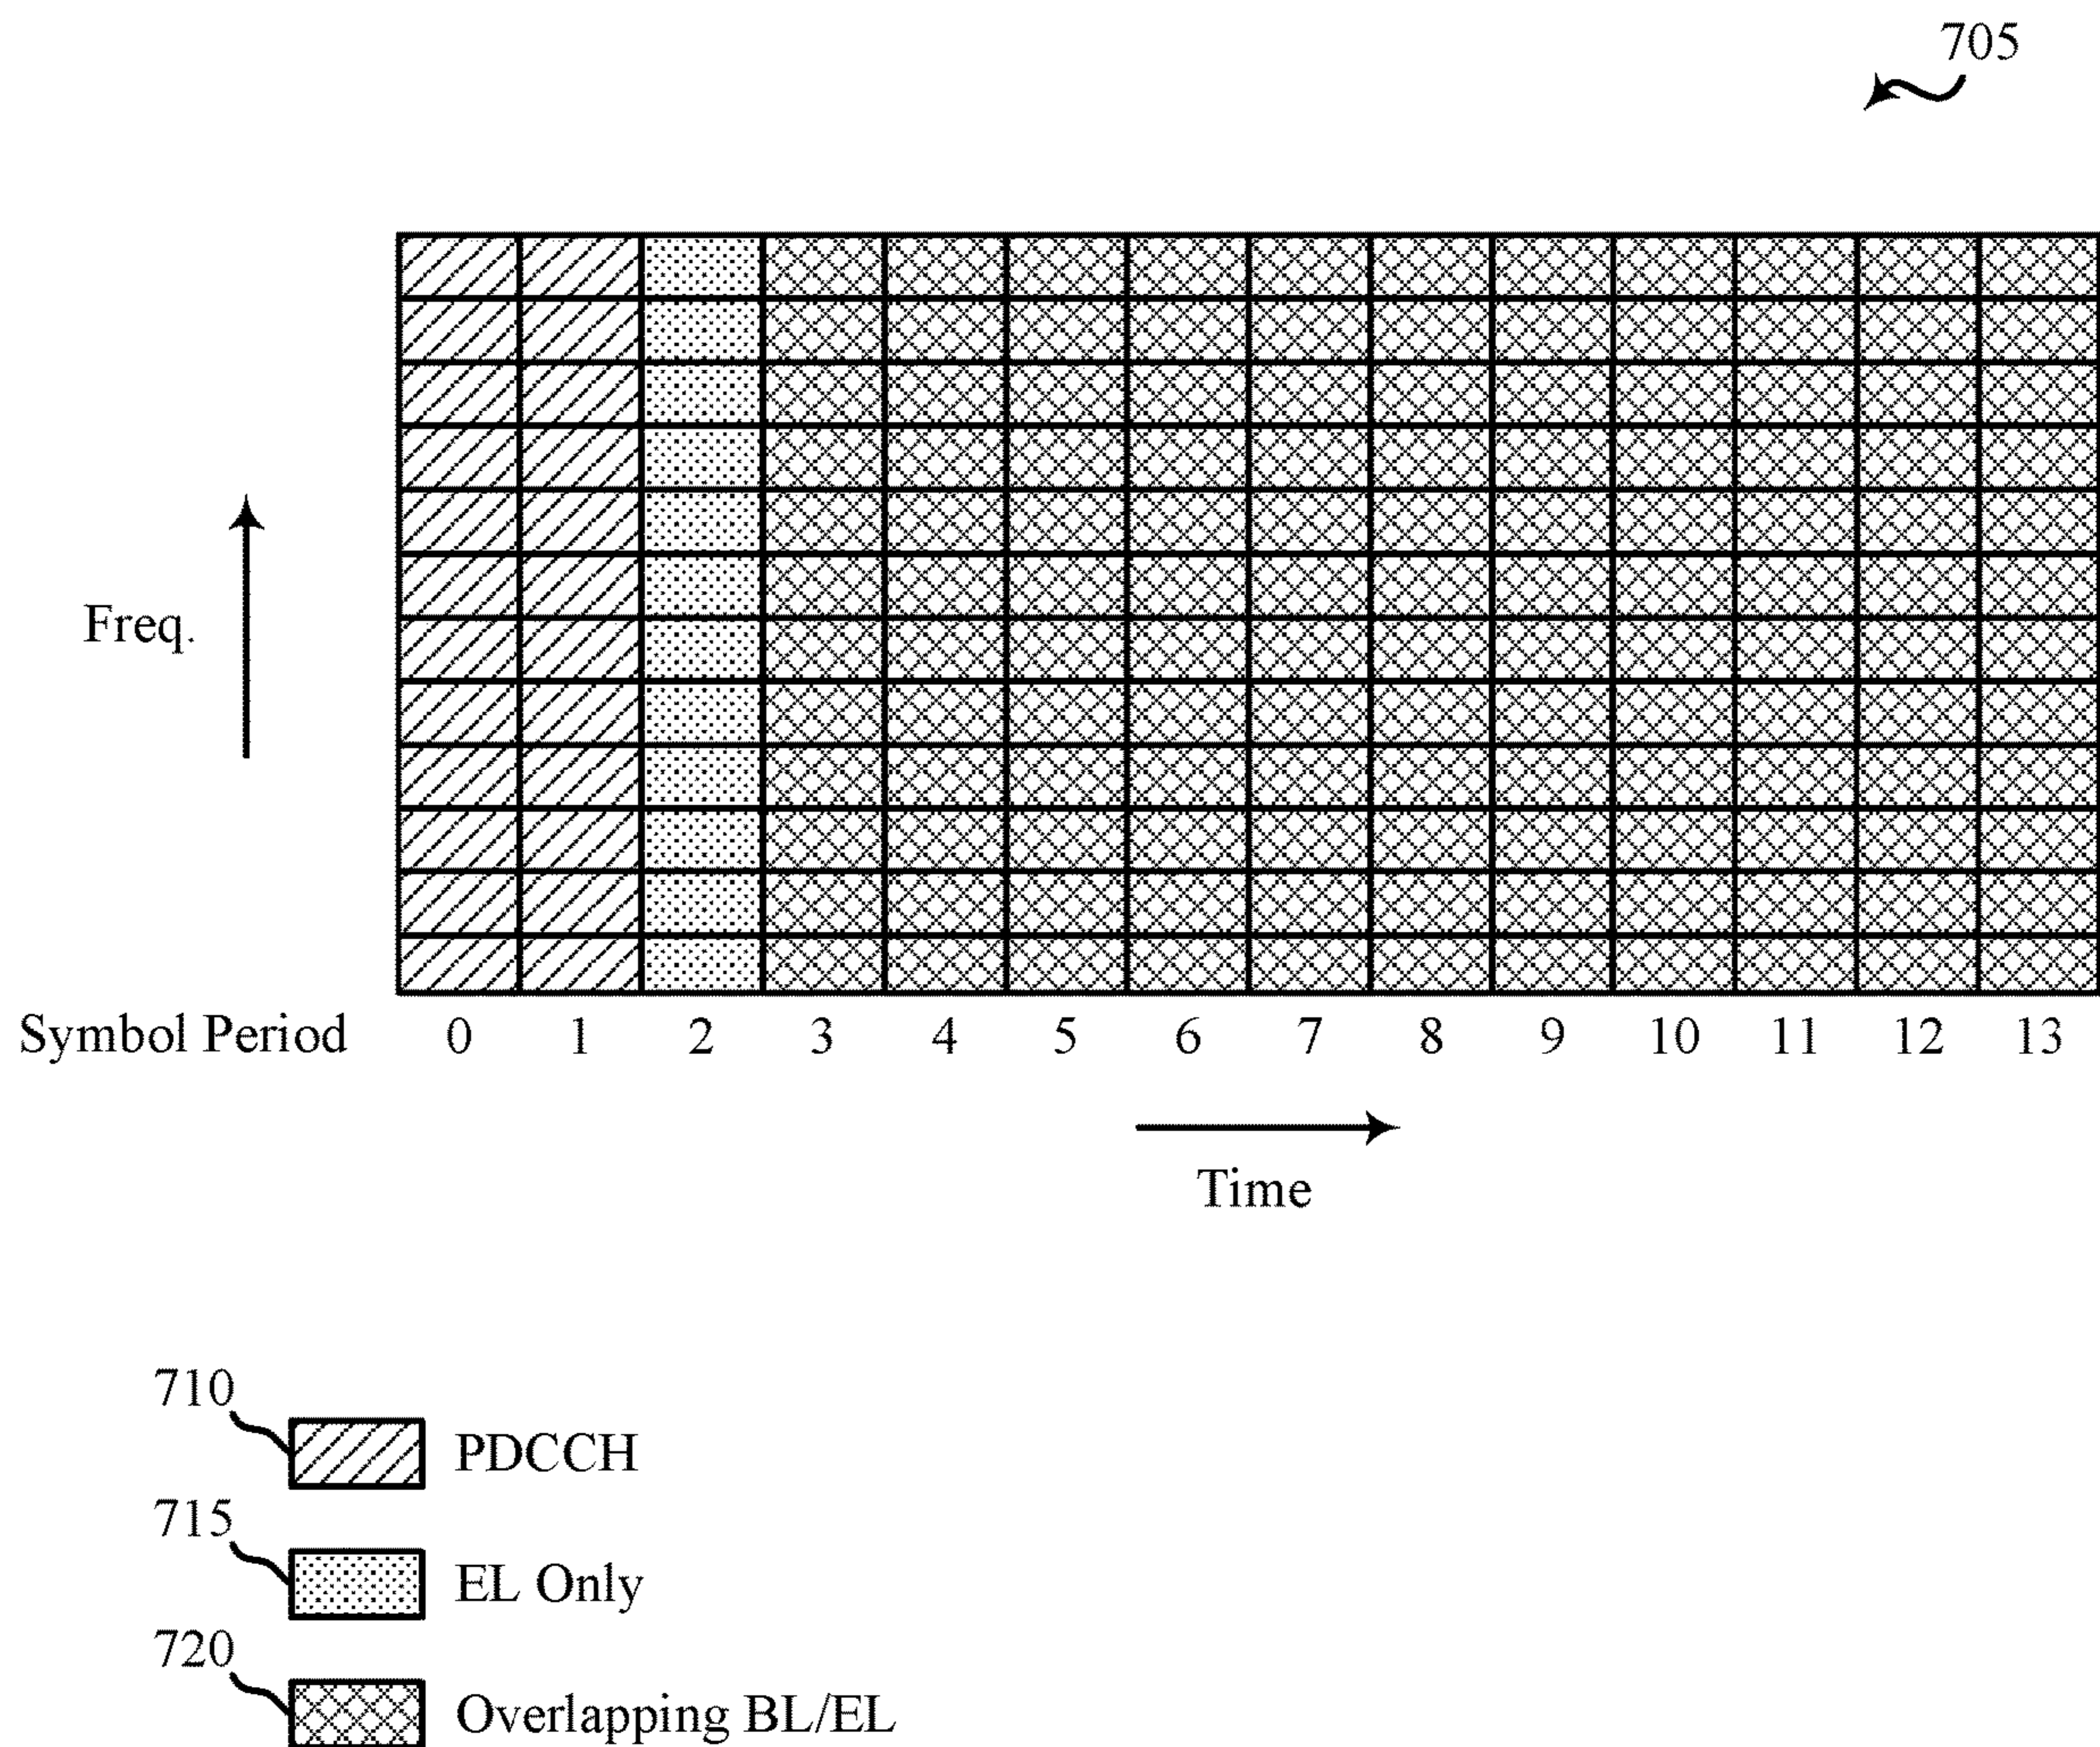 705
Freq.
Symbol Period 0 1 2 3 4 5 6 7 8 9 10 11 12 13
Time
710 PDCCH
715 EL Only
720 Overlapping BL/EL